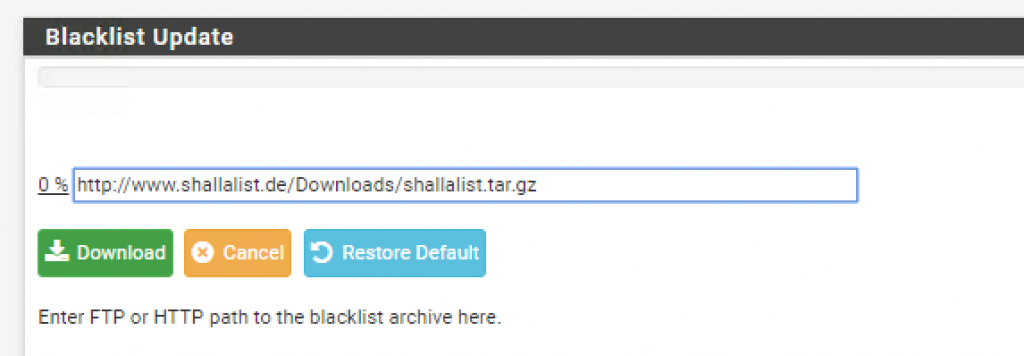 Blacklist Update
0 % http://www.shallalist.de/Downloads/shallalist.tar.gz
Download Cancel Restore Default
Enter FTP or HTTP path to the blacklist archive here.